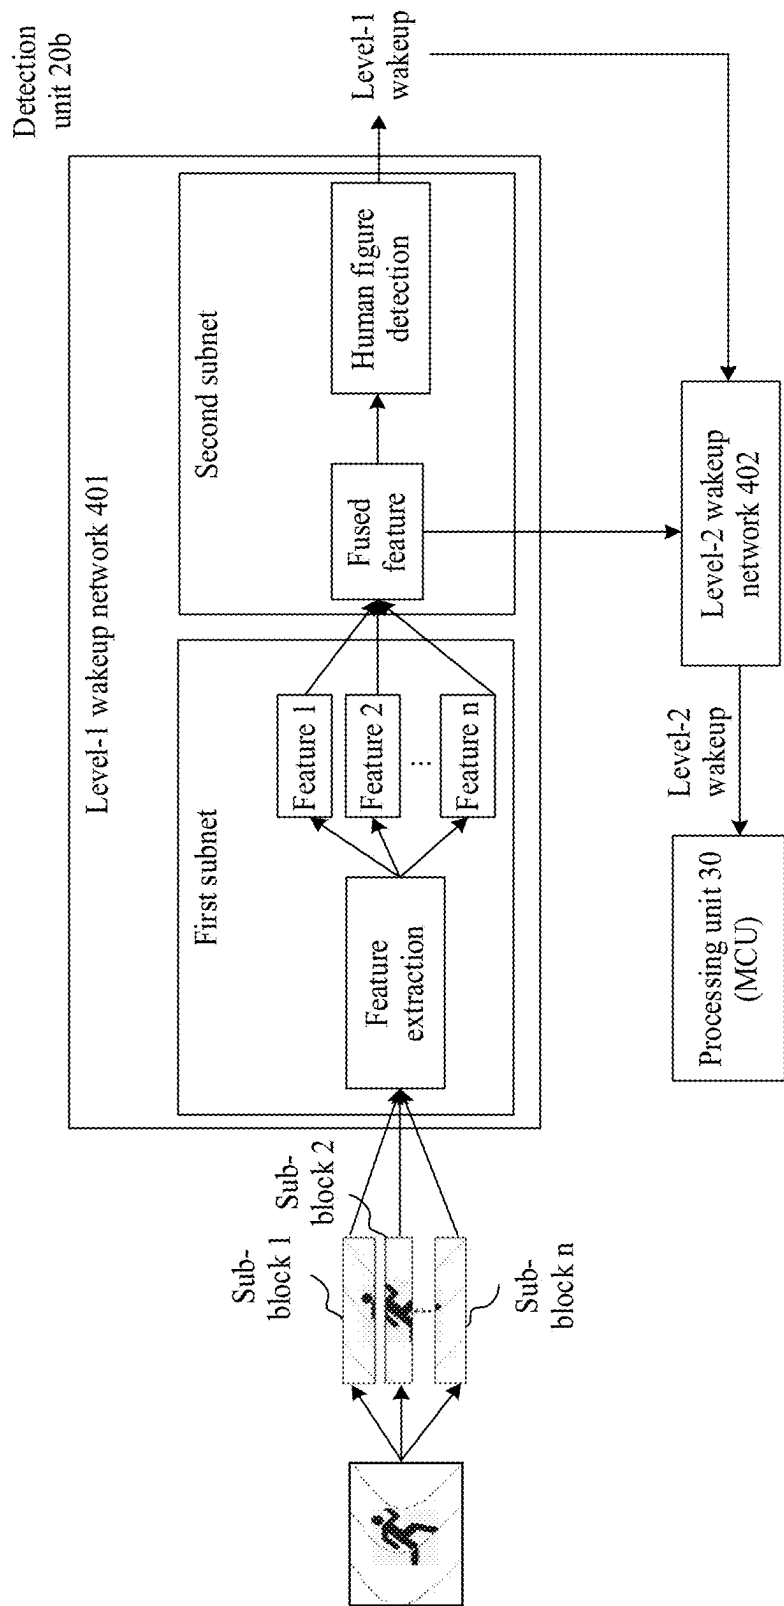 Detection
unit 20b
Level-1 wakeup network 401
First subnet
Second subnet
Sub-
block 1
Sub-
block 2
Sub-
block n
Feature
extraction
Feature 1
Feature 2
...
Feature n
Fused
feature
Human figure
detection
Level-1
wakeup
Processing unit 30
(MCU)
Level-2
wakeup
Level-2 wakeup
network 402